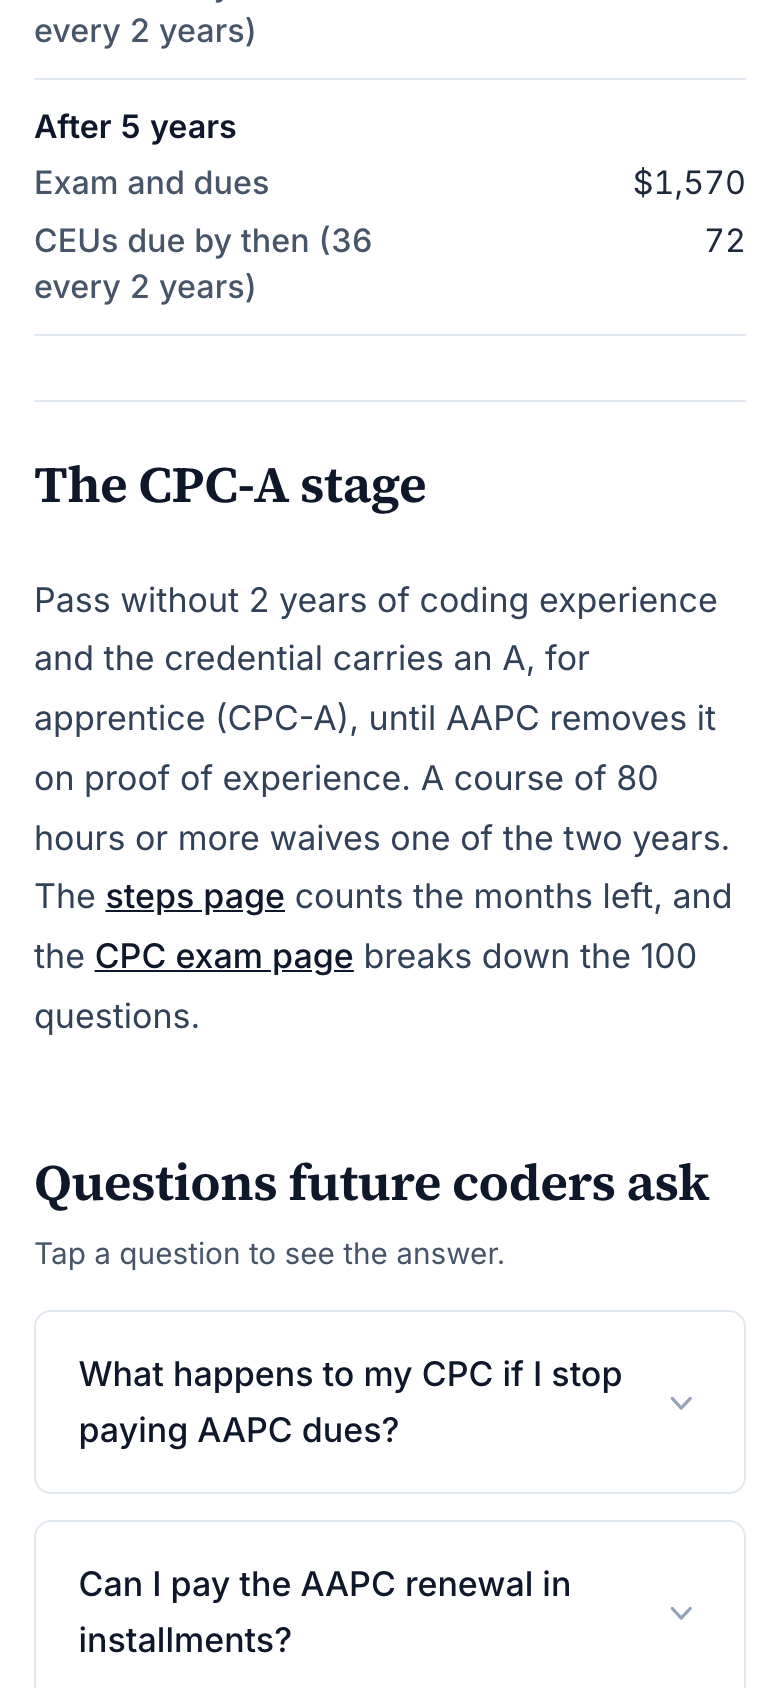 every 2 years)
After 5 years
Exam and dues $1,570
CEUs due by then (36 72
every 2 years)
The CPC-A stage
Pass without 2 years of coding experience
and the credential carries an A, for
apprentice (CPC-A), until AAPC removes it
on proof of experience. A course of 80
hours or more waives one of the two years.
The steps page counts the months left, and
the CPC exam page breaks down the 100
questions.
Questions future coders ask
Tap a question to see the answer.
What happens to my CPC if I stop
paying AAPC dues?
Can I pay the AAPC renewal in
installments?